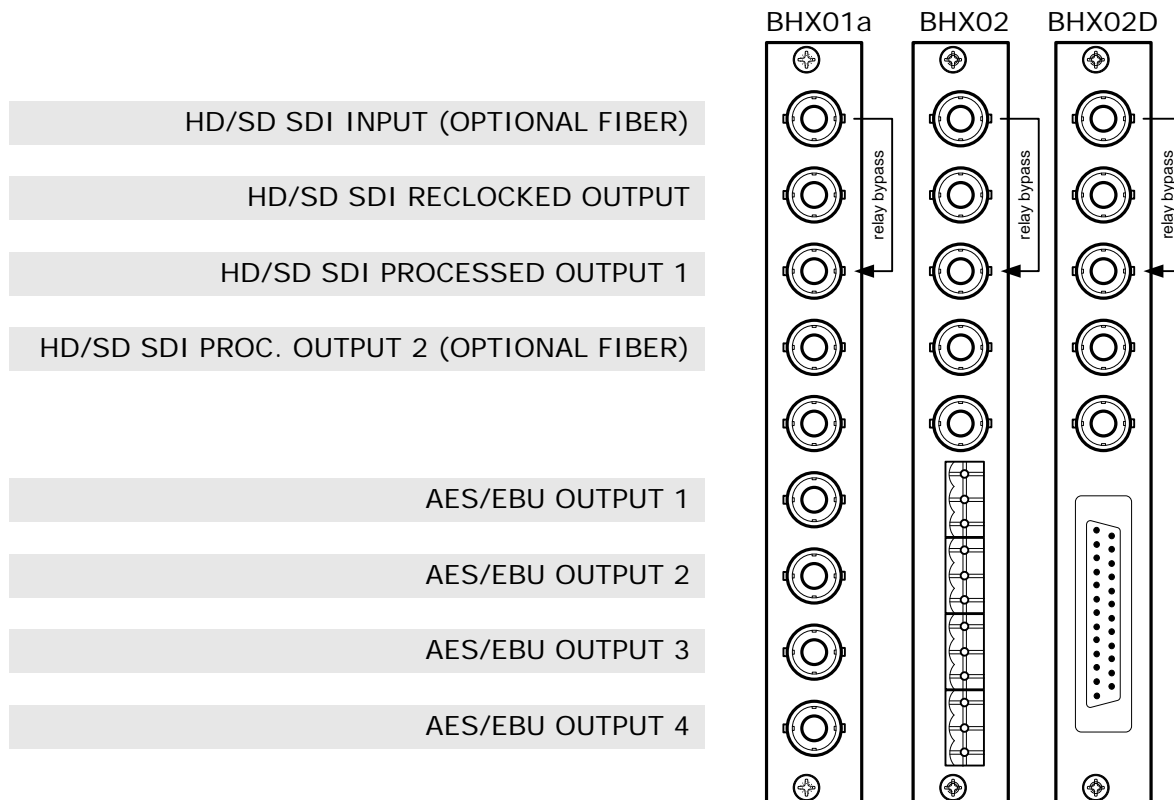 BHX01a BHX02 BHX02D
HD/SD SDI INPUT (OPTIONAL FIBER)
HD/SD SDI RECLOCKED OUTPUT
HD/SD SDI PROCESSED OUTPUT 1
HD/SD SDI PROC. OUTPUT 2 (OPTIONAL FIBER)
AES/EBU OUTPUT 1
AES/EBU OUTPUT 2
AES/EBU OUTPUT 3
AES/EBU OUTPUT 4
relay bypass
relay bypass
relay bypass